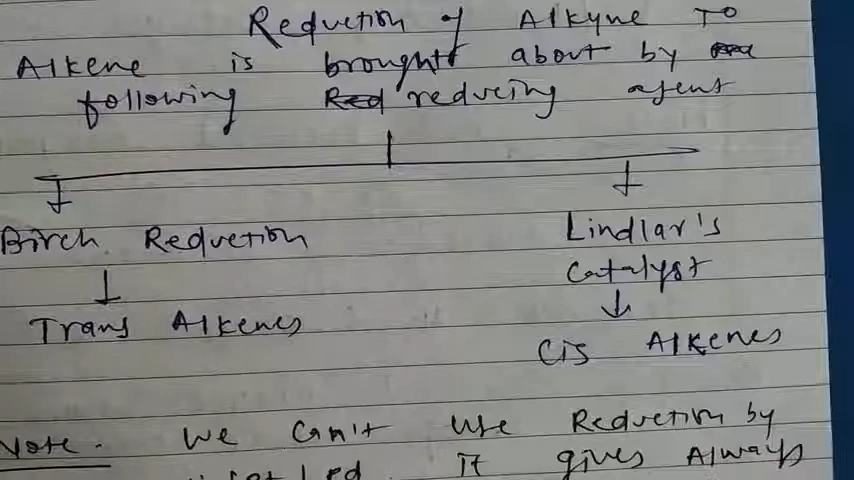 Reduction of Alkyne To
Alkene is brought about by
following reducing agent
Birch Reduction
Lindlar's
Catalyst
Trans Alkenes
Cis Alkenes
Note. We Can't use Reduction by
It gives Always